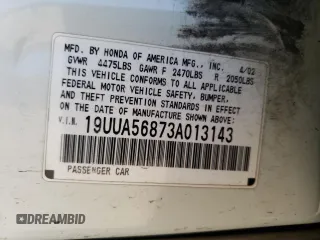 MFD. BY HONDA OF AMERICA MFG., INC. 4/02
GVWR 4475LBS GAWR F 2470LBS R 2050LBS
THIS VEHICLE CONFORMS TO ALL APPLICABLE
FEDERAL MOTOR VEHICLE SAFETY, BUMPER,
AND THEFT PREVENTION STANDARDS IN EFFECT
ON THE DATE OF MANUFACTURE SHOWN ABOVE.
V.I.N. 19UUA56873A013143
PASSENGER CAR
DREAMBID